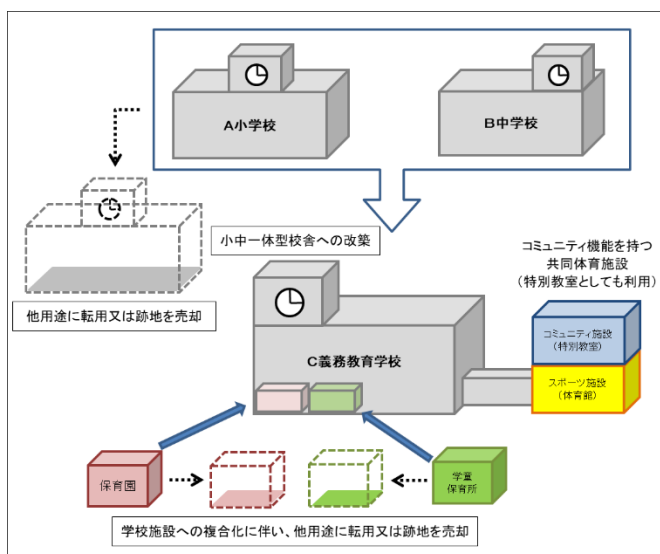 A小学校
B中学校
小中一体型校舎への改築
他用途に転用又は跡地を売却
コミュニティ機能を持つ
共同体育施設
(特別教室としても利用)
C義務教育学校
コミュニティ施設
(特別教室)
スポーツ施設
(体育館)
保育園
学童
保育所
学校施設への複合化に伴い、他用途に転用又は跡地を売却